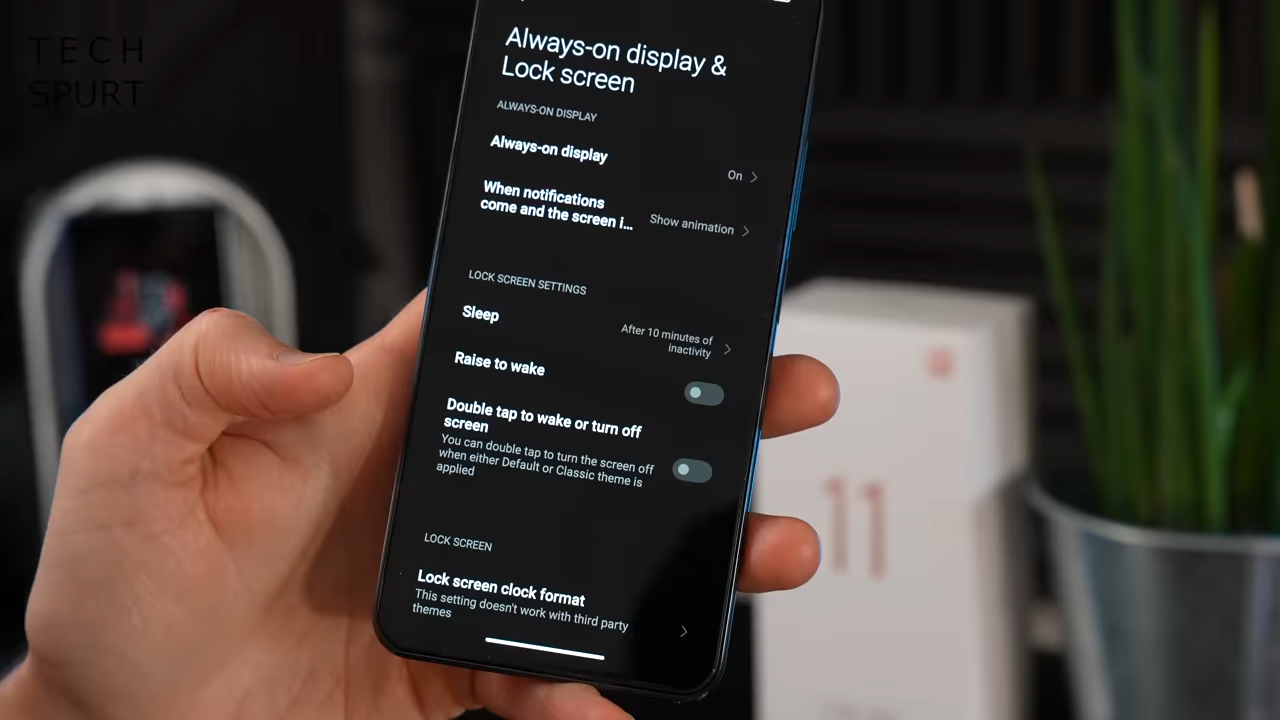 TECH
SPURT
Always-on display &
Lock screen
ALWAYS-ON DISPLAY
Always-on display
On
When notifications
come and the screen i...
Show animation
LOCK SCREEN SETTINGS
Sleep
After 10 minutes of
inactivity
Raise to wake
Double tap to wake or turn off
screen
You can double tap to turn the screen off
when either Default or Classic theme is
applied
LOCK SCREEN
Lock screen clock format
This setting doesn't work with third party
themes
11